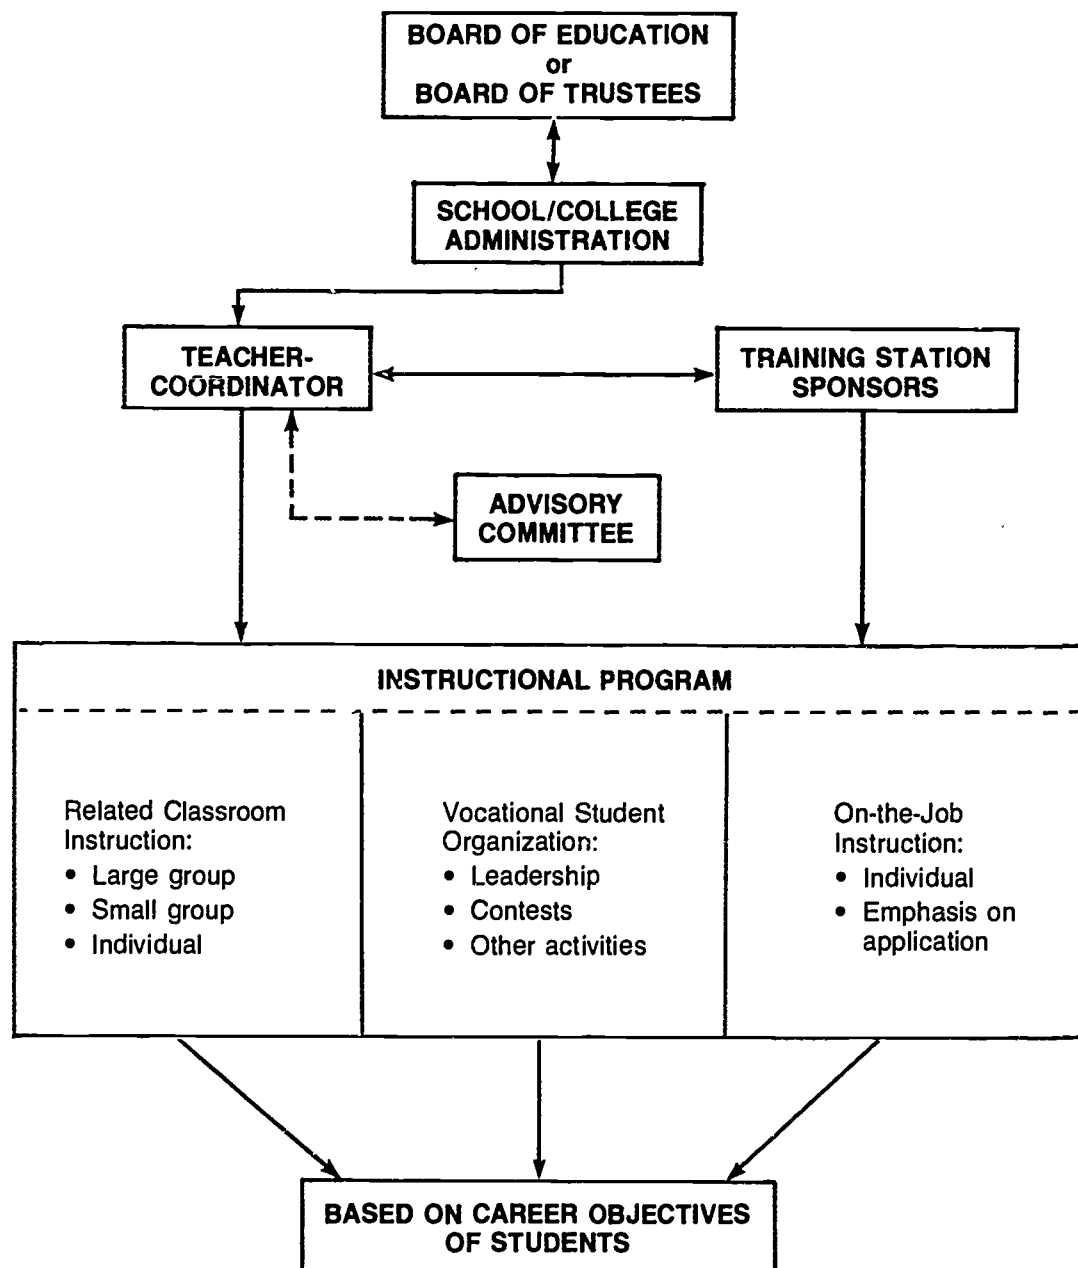 BOARD OF EDUCATION
or
BOARD OF TRUSTEES
SCHOOL/COLLEGE
ADMINISTRATION
TEACHER-
COORDINATOR
TRAINING STATION
SPONSORS
ADVISORY
COMMITTEE
INSTRUCTIONAL PROGRAM
Related Classroom
Instruction:
• Large group
• Small group
• Individual
Vocational Student
Organization:
• Leadership
• Contests
• Other activities
On-the-Job
Instruction:
• Individual
• Emphasis on
application
BASED ON CAREER OBJECTIVES
OF STUDENTS